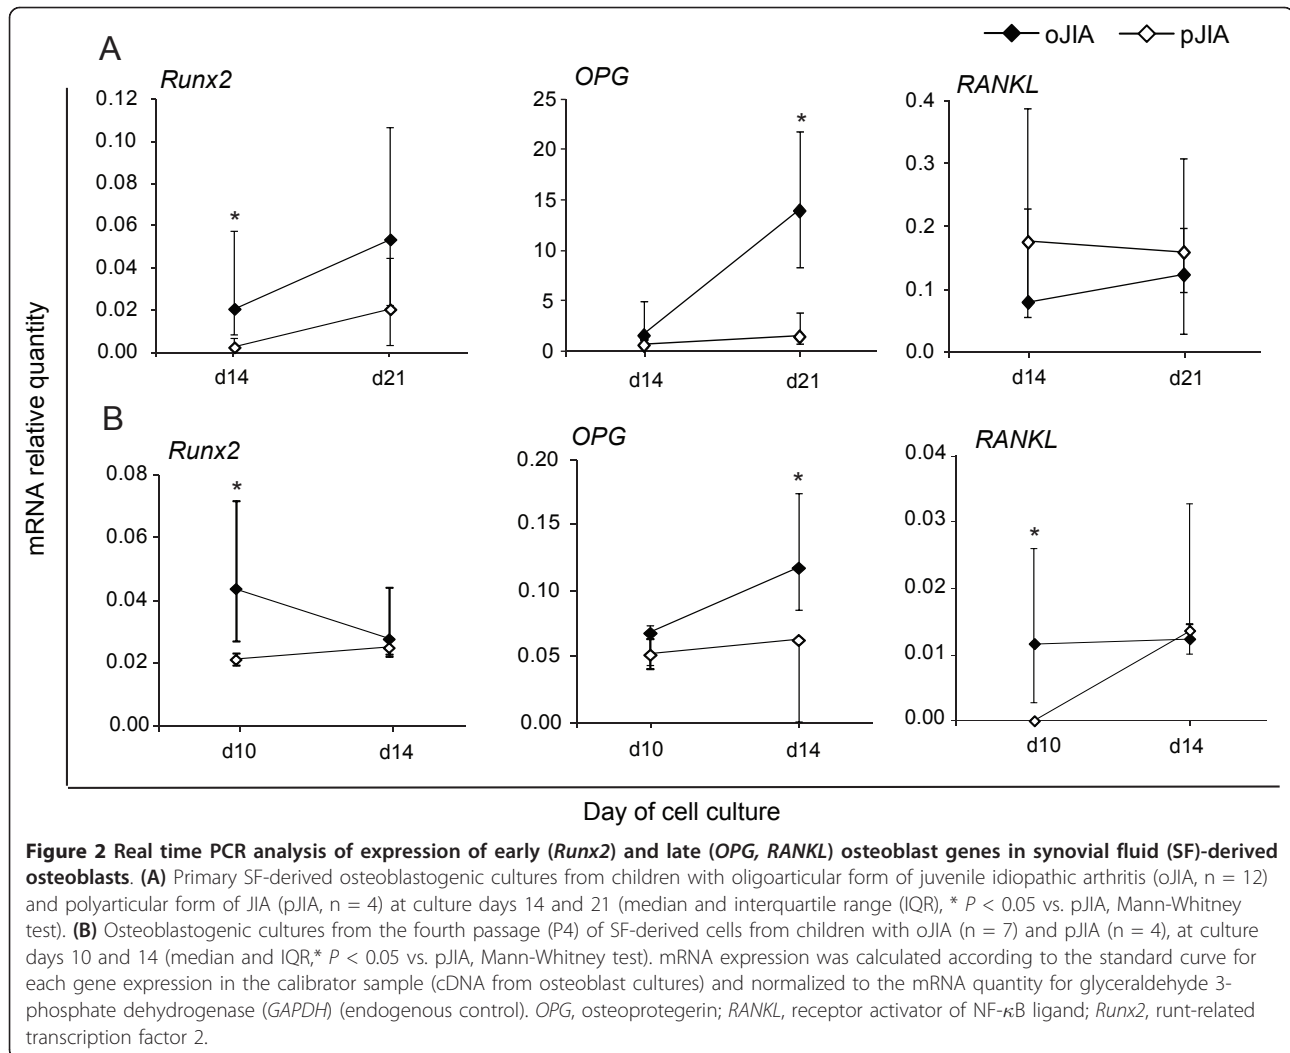 oJIA pJIA
A
Runx2
OPG
RANKL
0.12
0.10
0.08
0.06
0.04
0.02
0.00
*
d14 d21
25
20
15
10
5
0
*
d14 d21
0.4
0.3
0.2
0.1
0.0
d14 d21
mRNA relative quantity
B
Runx2
OPG
RANKL
0.08
0.06
0.04
0.02
0.00
*
d10 d14
0.20
0.15
0.10
0.05
0.00
*
d10 d14
0.04
0.03
0.02
0.01
0.00
*
d10 d14
Day of cell culture
Figure 2 Real time PCR analysis of expression of early (Runx2) and late (OPG, RANKL) osteoblast genes in synovial fluid (SF)-derived
osteoblasts. (A) Primary SF-derived osteoblastogenic cultures from children with oligoarticular form of juvenile idiopathic arthritis (oJIA, n = 12)
and polyarticular form of JIA (pJIA, n = 4) at culture days 14 and 21 (median and interquartile range (IQR), * P < 0.05 vs. pJIA, Mann-Whitney
test). (B) Osteoblastogenic cultures from the fourth passage (P4) of SF-derived cells from children with oJIA (n = 7) and pJIA (n = 4), at culture
days 10 and 14 (median and IQR,* P < 0.05 vs. pJIA, Mann-Whitney test). mRNA expression was calculated according to the standard curve for
each gene expression in the calibrator sample (cDNA from osteoblast cultures) and normalized to the mRNA quantity for glyceraldehyde 3-
phosphate dehydrogenase (GAPDH) (endogenous control). OPG, osteoprotegerin; RANKL, receptor activator of NF-κB ligand; Runx2, runt-related
transcription factor 2.